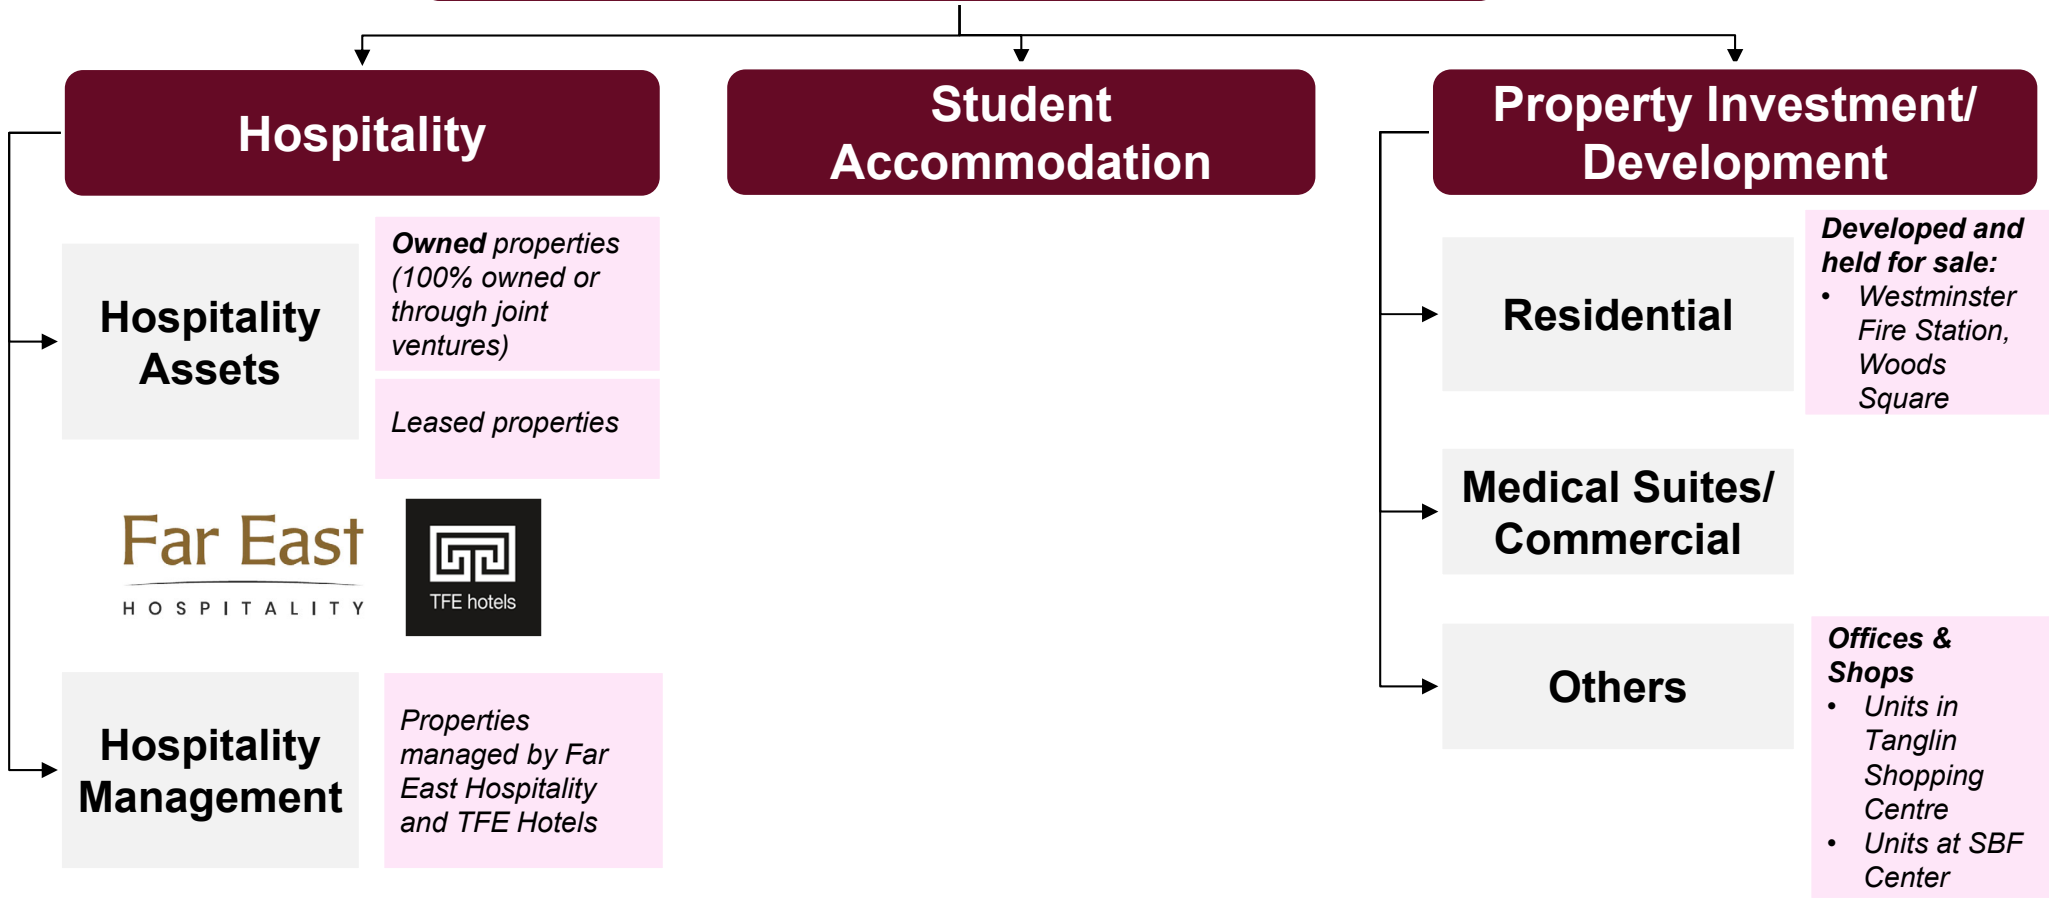 Hospitality
Hospitality
Assets
Owned properties
(100% owned or
through joint
ventures)
Leased properties
Far East
HOSPITALITY
TFE hotels
Hospitality
Management
Properties
managed by Far
East Hospitality
and TFE Hotels
Student
Accommodation
Property Investment/
Development
Residential
Developed and
held for sale:
• Westminster
Fire Station,
Woods
Square
Medical Suites/
Commercial
Others
Offices &
Shops
• Units in
Tanglin
Shopping
Centre
• Units at SBF
Center